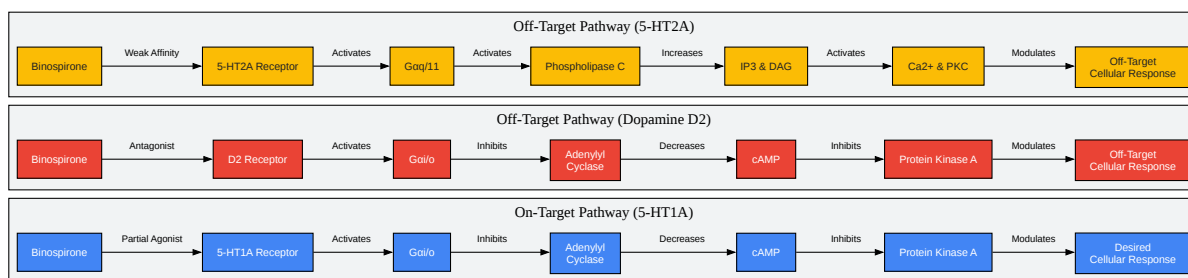 Off-Target Pathway (5-HT2A)
Binospirone
Weak Affinity
5-HT2A Receptor
Activates
Gαq/11
Activates
Phospholipase C
Increases
IP3 & DAG
Activates
Ca2+ & PKC
Modulates
Off-Target
Cellular Response
Off-Target Pathway (Dopamine D2)
Binospirone
Antagonist
D2 Receptor
Activates
Gαi/o
Inhibits
Adenylyl
Cyclase
Decreases
cAMP
Inhibits
Protein Kinase A
Modulates
Off-Target
Cellular Response
On-Target Pathway (5-HT1A)
Binospirone
Partial Agonist
5-HT1A Receptor
Activates
Gαi/o
Inhibits
Adenylyl
Cyclase
Decreases
cAMP
Inhibits
Protein Kinase A
Modulates
Desired
Cellular Response